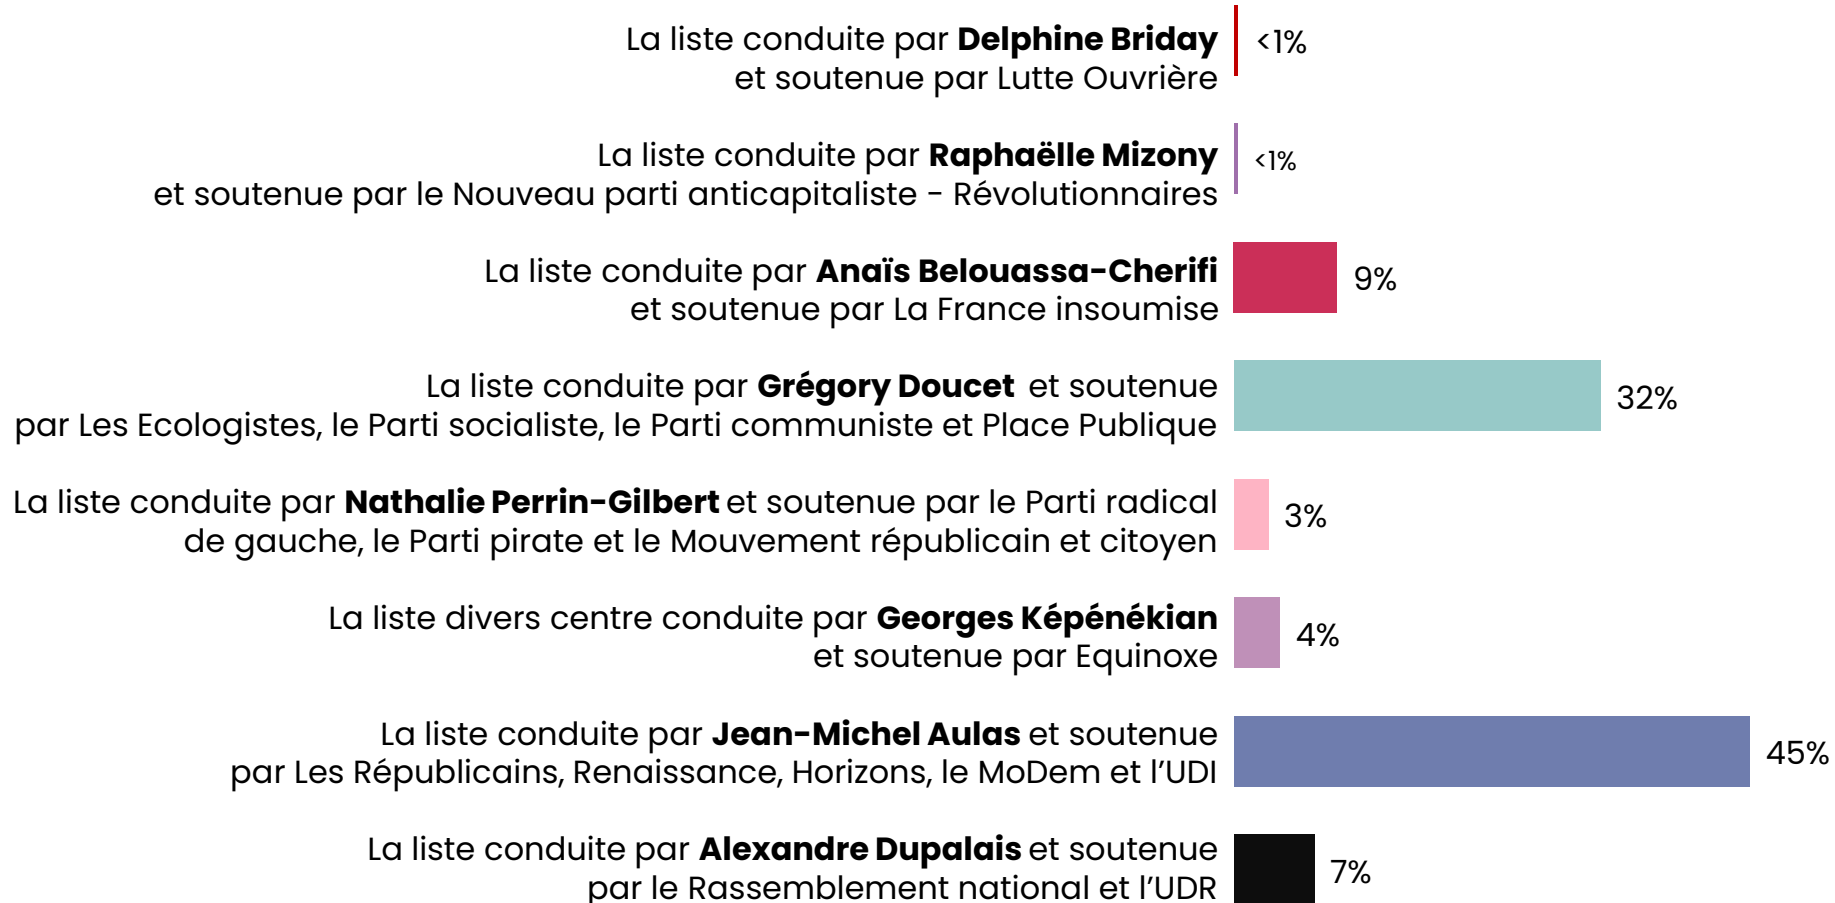 La liste conduite par Delphine Briday
et soutenue par Lutte Ouvrière
<1%
La liste conduite par Raphaëlle Mizony
et soutenue par le Nouveau parti anticapitaliste - Révolutionnaires
<1%
La liste conduite par Anaïs Belouassa-Cherifi
et soutenue par La France insoumise
9%
La liste conduite par Grégory Doucet et soutenue
par Les Ecologistes, le Parti socialiste, le Parti communiste et Place Publique
32%
La liste conduite par Nathalie Perrin-Gilbert et soutenue par le Parti radical
de gauche, le Parti pirate et le Mouvement républicain et citoyen
3%
La liste divers centre conduite par Georges Képénékian
et soutenue par Equinoxe
4%
La liste conduite par Jean-Michel Aulas et soutenue
par Les Républicains, Renaissance, Horizons, le MoDem et l’UDI
45%
La liste conduite par Alexandre Dupalais et soutenue
par le Rassemblement national et l’UDR
7%